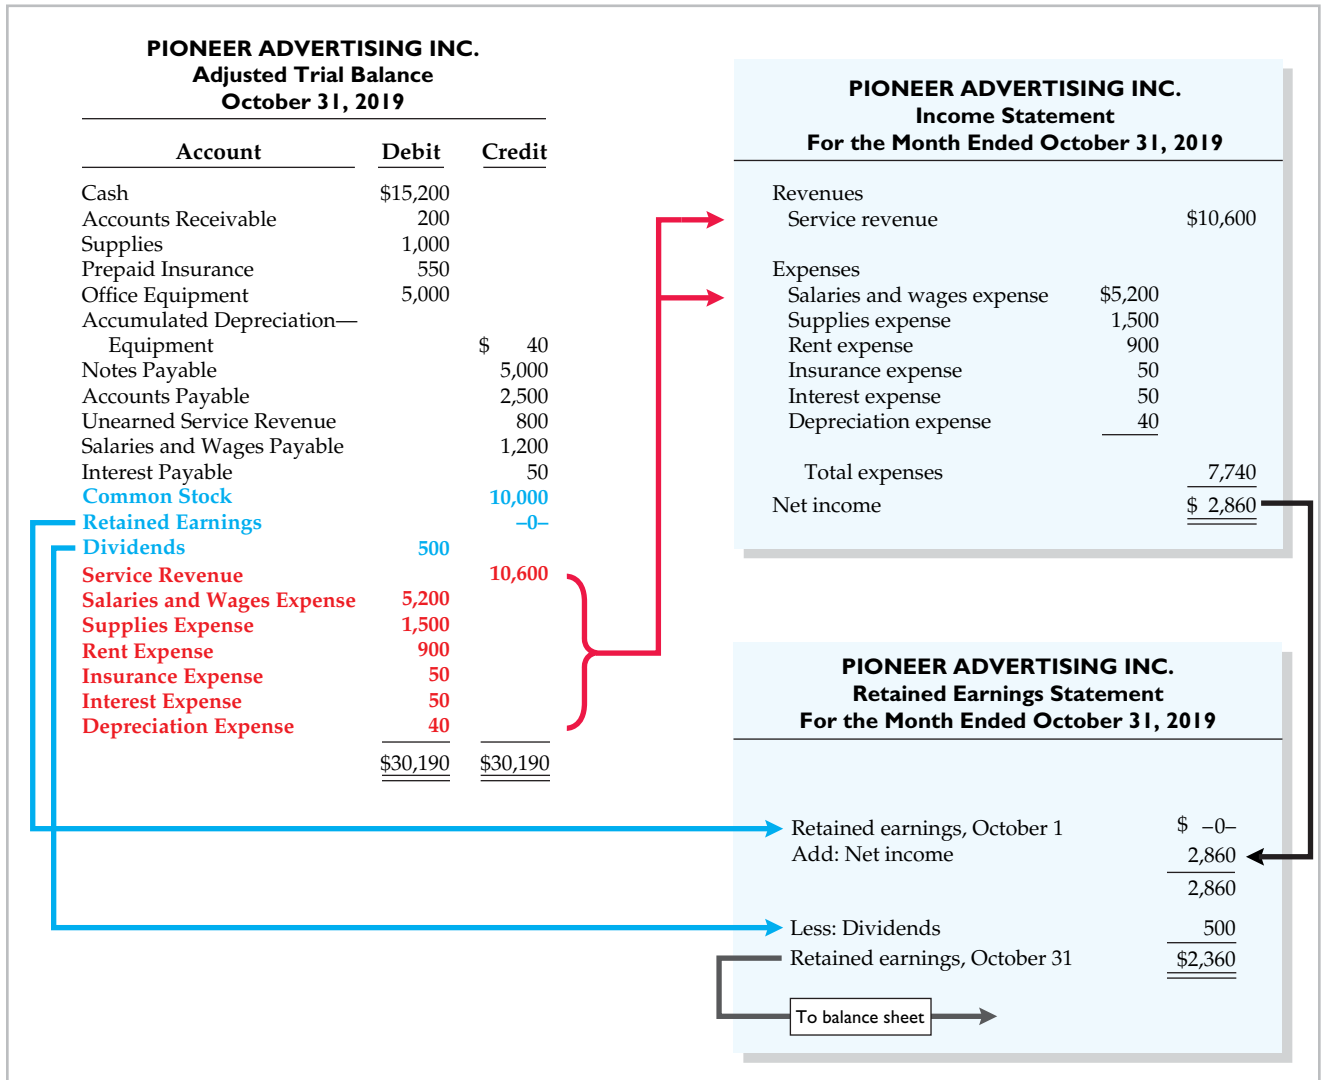 PIONEER ADVERTISING INC.
Adjusted Trial Balance
October 31, 2019
Account Debit Credit
Cash $15,200
Accounts Receivable 200
Supplies 1,000
Prepaid Insurance 550
Office Equipment 5,000
Accumulated Depreciation—
Equipment $ 40
Notes Payable 5,000
Accounts Payable 2,500
Unearned Service Revenue 800
Salaries and Wages Payable 1,200
Interest Payable 50
Common Stock 10,000
Retained Earnings –0–
Dividends 500
Service Revenue 10,600
Salaries and Wages Expense 5,200
Supplies Expense 1,500
Rent Expense 900
Insurance Expense 50
Interest Expense 50
Depreciation Expense 40
$30,190 $30,190
PIONEER ADVERTISING INC.
Income Statement
For the Month Ended October 31, 2019
Revenues
Service revenue $10,600
Expenses
Salaries and wages expense $5,200
Supplies expense 1,500
Rent expense 900
Insurance expense 50
Interest expense 50
Depreciation expense 40
Total expenses 7,740
Net income $ 2,860
PIONEER ADVERTISING INC.
Retained Earnings Statement
For the Month Ended October 31, 2019
Retained earnings, October 1 $ –0–
Add: Net income 2,860
2,860
Less: Dividends 500
Retained earnings, October 31 $2,360
To balance sheet